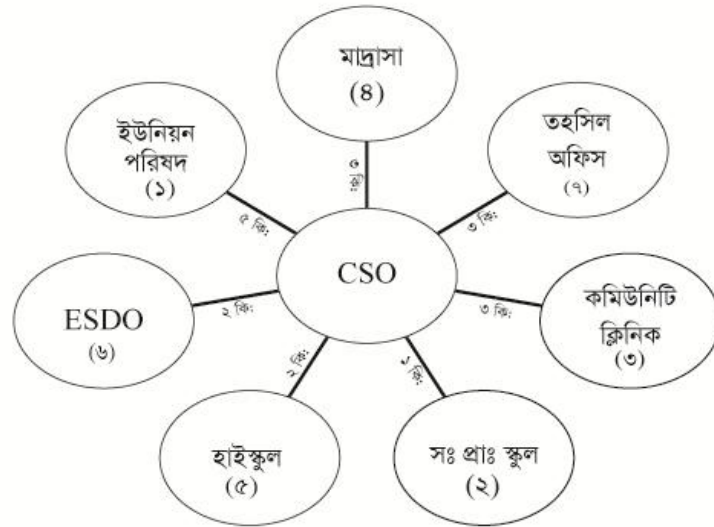 মাদ্রাসা
(৪)
ইউনিয়ন
পরিষদ
(১)
তহসিল
অফিস
(৭)
৫ কি:
৩ কি:
CSO
ESDO
(৬)
২ কি:
৩ কি:
কমিউনিটি
ক্লিনিক
(৩)
২ কি:
১ কি:
হাইস্কুল
(৫)
সঃ প্রাঃ স্কুল
(২)